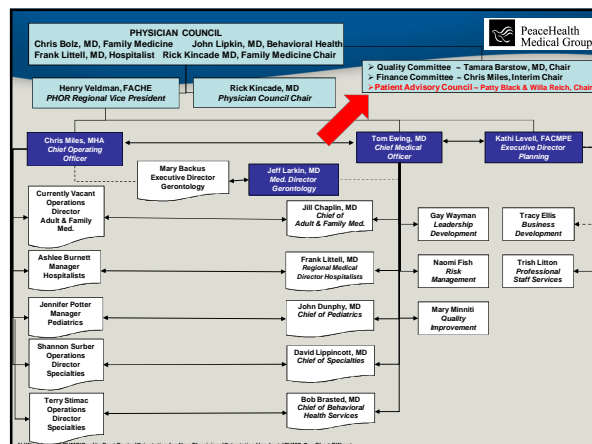 PHYSICIAN COUNCIL
Chris Bolz, MD, Family Medicine John Lipkin, MD, Behavioral Health
Frank Littell, MD, Hospitalist Rick Kincade, MD, Family Medicine Chair
PeaceHealth
Medical Group
Quality Committee ~ Tamara Barstow, MD, Chair
Finance Committee ~ Chris Miles, Interim Chair
Patient Advisory Council ~ Patty Black & Willa Reich, Chair
Henry Veldman, FACHE
PHOR Regional Vice President
Rick Kincade, MD
Physician Council Chair
Chris Miles, MHA
Chief Operating
Officer
Tom Ewing, MD
Chief Medical
Officer
Kathi Levell, FACMPE
Executive Director
Planning
Mary Backus
Executive Director
Gerontology
Jeff Larkin, MD
Med. Director
Gerontology
Currently Vacant
Operations
Director
Adult & Family
Med.
Jill Chaplin, MD
Chief of
Adult & Family Med.
Gay Wayman
Leadership
Development
Tracy Ellis
Business
Development
Ashlee Burnett
Manager
Hospitalists
Frank Littell, MD
Regional Medical
Director Hospitalists
Naomi Fish
Risk
Management
Trish Litton
Professional
Staff Services
Jennifer Potter
Manager
Pediatrics
John Dunphy, MD
Chief of Pediatrics
Mary Minniti
Quality
Improvement
Shannon Surber
Operations
Director
Specialties
David Lippincott, MD
Chief of Specialties
Terry Stimac
Operations
Director
Specialties
Bob Brasted, MD
Chief of Behavioral
Health Services